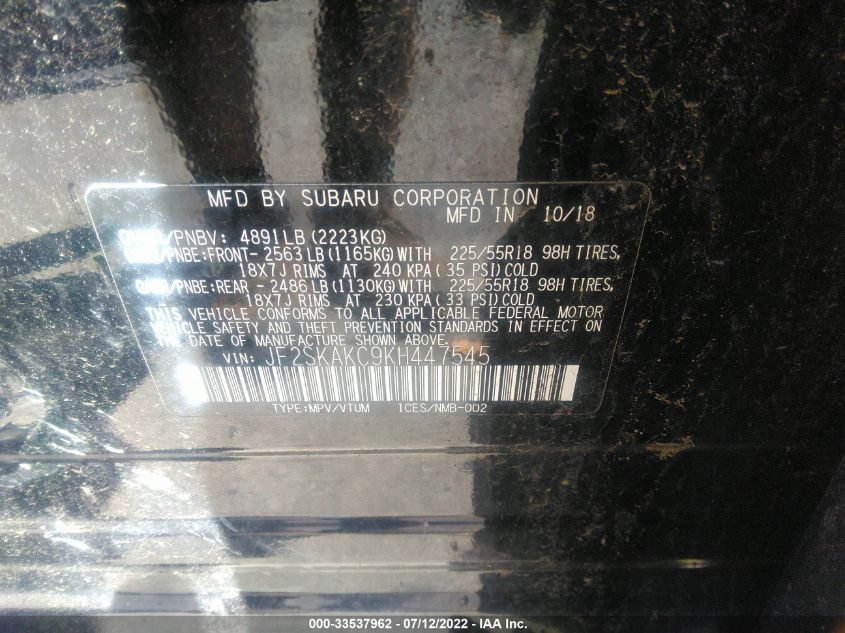 MFD BY SUBARU CORPORATION
MFD IN 10/18
/PNBV: 4891LB (2223KG)
/PNBE:FRONT- 2563 LB (1165KG) WITH 225/55R18 98H TIRES,
18X7J RIMS AT 240 KPA ( 35 PSI) COLD
/PNBE:REAR - 2486 LB (1130KG) WITH 225/55R18 98H TIRES,
18X7J RIMS AT 230 KPA ( 33 PSI) COLD
THIS VEHICLE CONFORMS TO ALL APPLICABLE FEDERAL MOTOR
VEHICLE SAFETY AND THEFT PREVENTION STANDARDS IN EFFECT
ON THE DATE OF MANUFACTURE SHOWN ABOVE.
VIN: JF2SKAKC9KH447545
TYPE:MPV/VTUM ICES/NMB-002
000-33537962 - 07/12/2022 - IAA Inc.